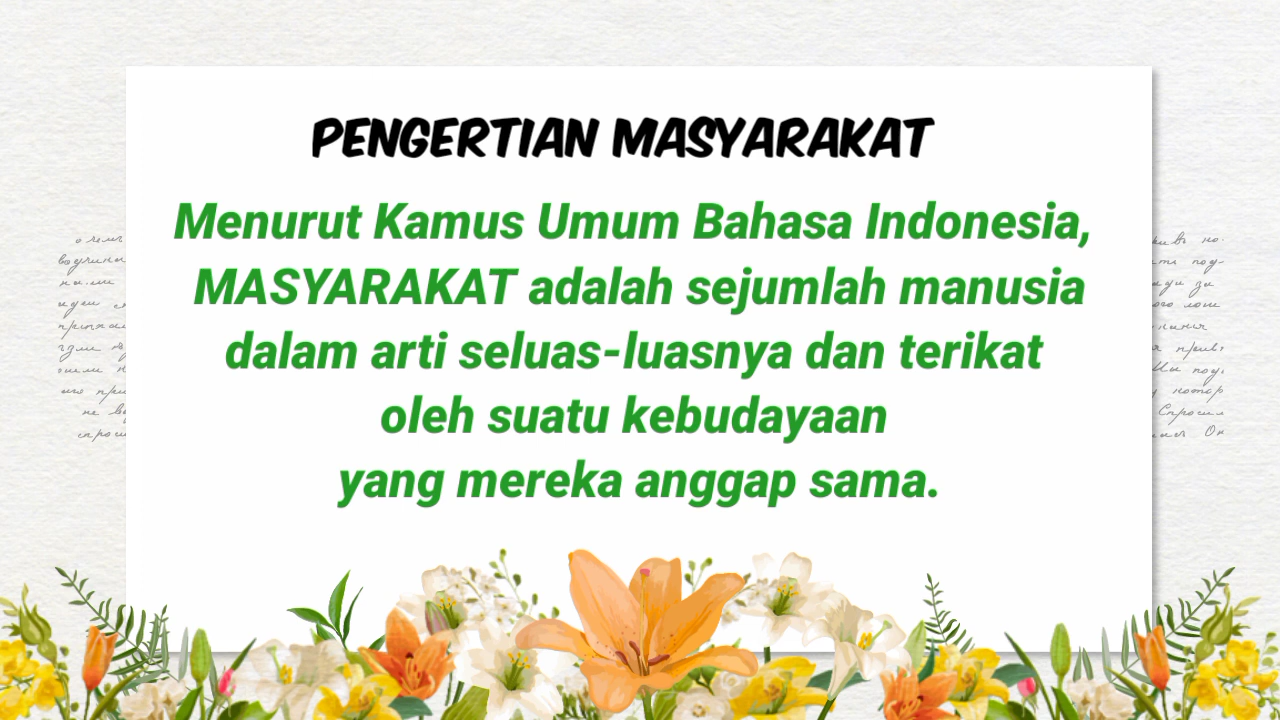 PENGERTIAN MASYARAKAT
Menurut Kamus Umum Bahasa Indonesia,
MASYARAKAT adalah sejumlah manusia
dalam arti seluas-luasnya dan terikat
oleh suatu kebudayaan
yang mereka anggap sama.